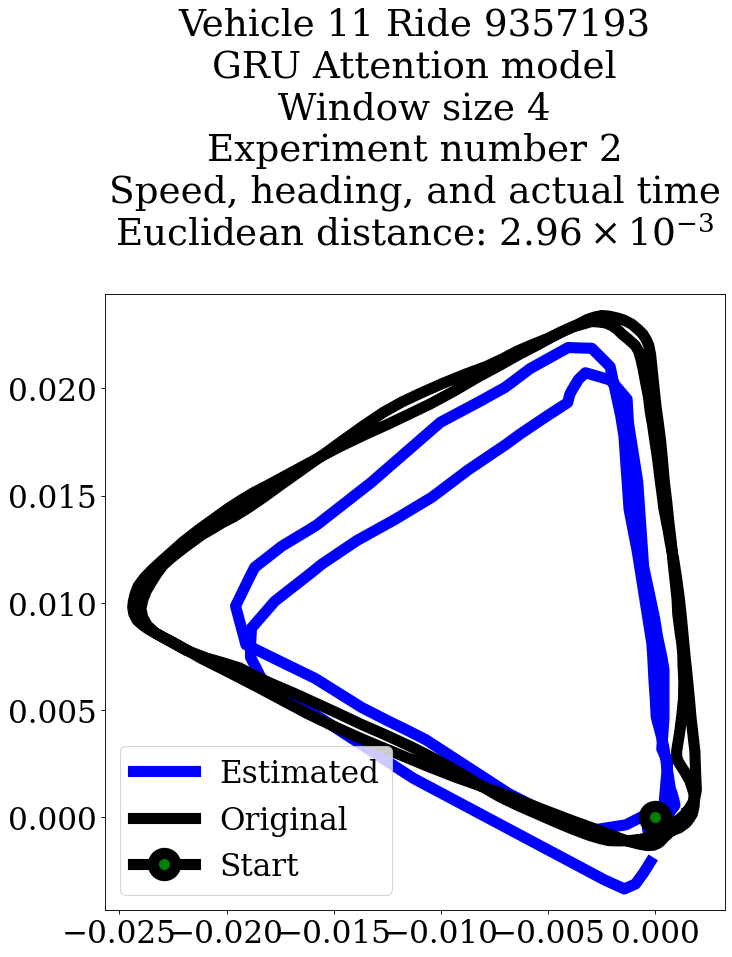 Vehicle 11 Ride 9357193
GRU Attention model
Window size 4
Experiment number 2
Speed, heading, and actual time
Euclidean distance: 2.96 × 10⁻³
0.020
0.015
0.010
0.005
0.000
Estimated
Original
Start
−0.025 −0.020 −0.015 −0.010 −0.005 0.000